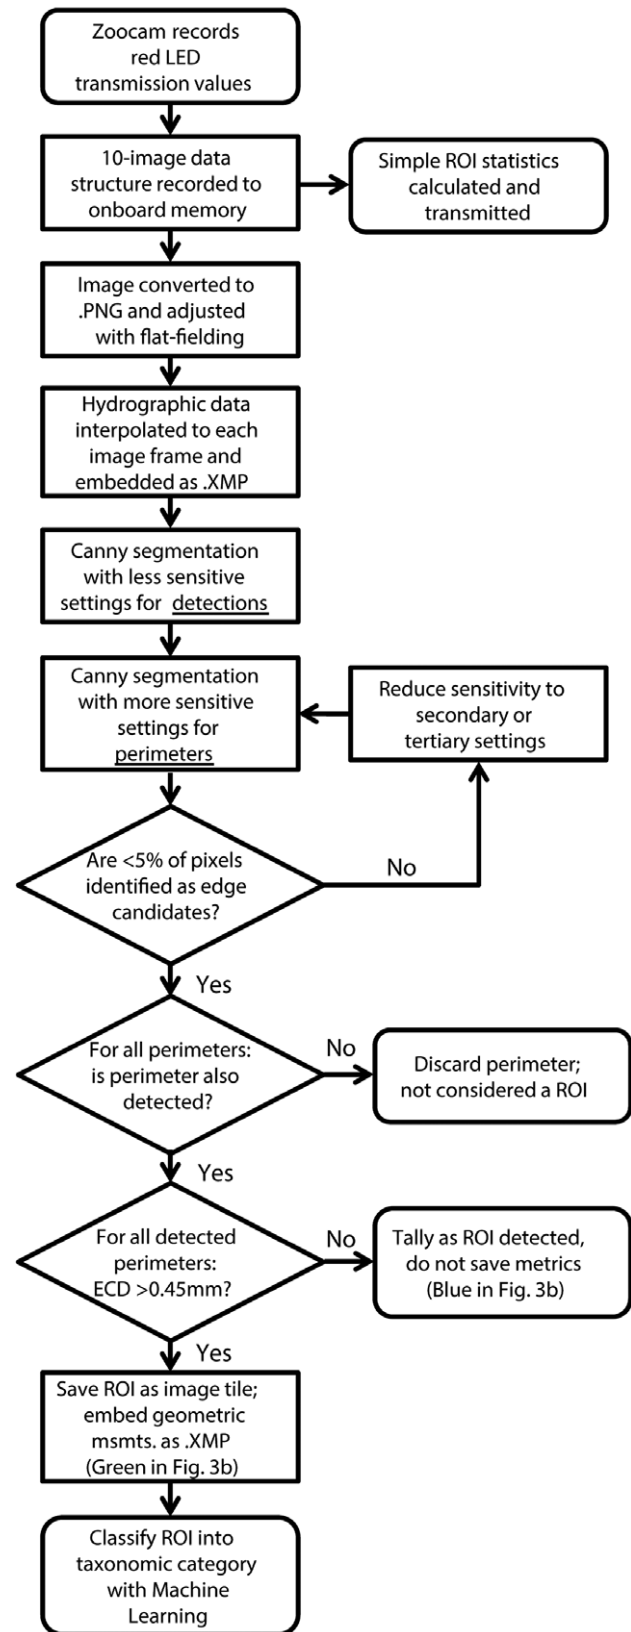 Zoocam records
red LED
transmission values
10-image data
structure recorded to
onboard memory
Simple ROI statistics
calculated and
transmitted
Image converted to
.PNG and adjusted
with flat-fielding
Hydrographic data
interpolated to each
image frame and
embedded as .XMP
Canny segmentation
with less sensitive
settings for detections
Canny segmentation
with more sensitive
settings for
perimeters
Reduce sensitivity to
secondary or
tertiary settings
Are <5% of pixels
identified as edge
candidates?
No
Yes
For all perimeters:
is perimeter also
detected?
No
Discard perimeter;
not considered a ROI
Yes
For all detected
perimeters:
ECD >0.45mm?
No
Tally as ROI detected,
do not save metrics
(Blue in Fig. 3b)
Yes
Save ROI as image tile;
embed geometric
msmts. as .XMP
(Green in Fig. 3b)
Classify ROI into
taxonomic category
with Machine
Learning